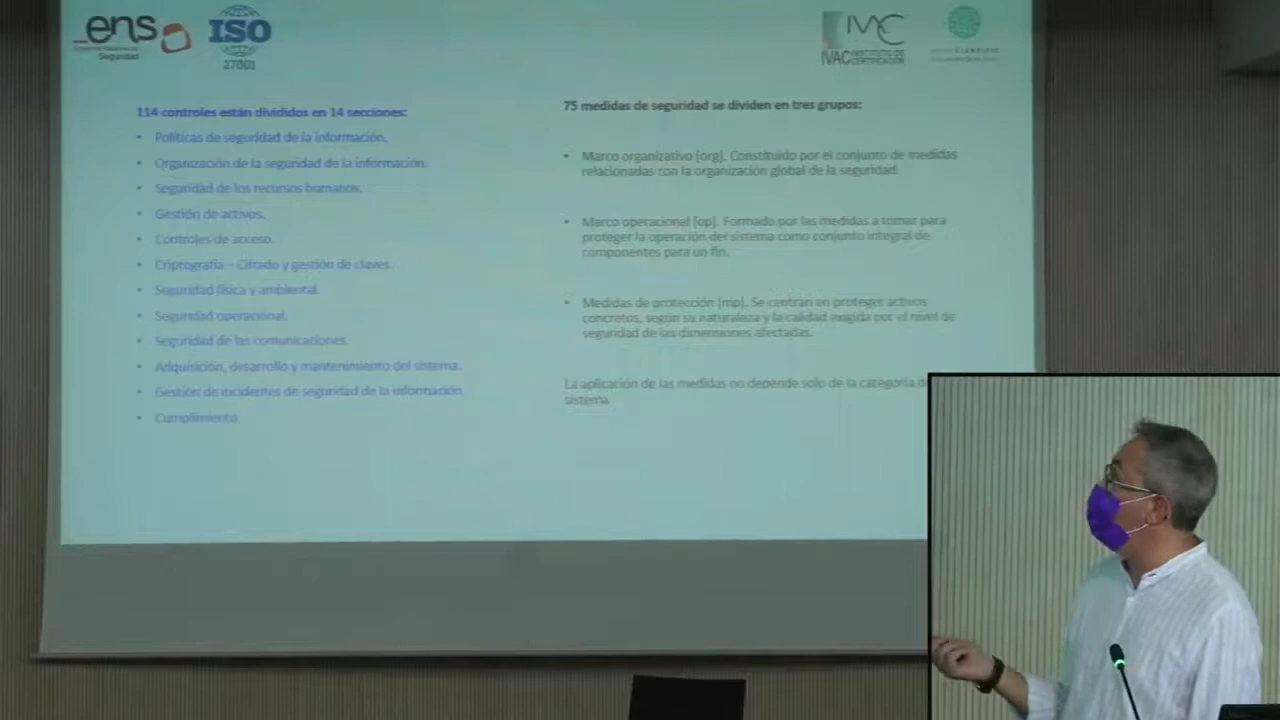 ens
Seguridad
ISO
27001
IVAC
IVAC INSTITUTO DE CERTIFICACIÓN
114 controles están divididos en 14 secciones:
• Políticas de seguridad de la información.
• Organización de la seguridad de la información.
• Seguridad de los recursos humanos.
• Gestión de activos.
• Controles de acceso.
• Criptografía – Cifrado y gestión de claves.
• Seguridad física y ambiental.
• Seguridad operacional.
• Seguridad de las comunicaciones.
• Adquisición, desarrollo y mantenimiento del sistema.
• Gestión de incidentes de seguridad de la información.
• Cumplimiento
75 medidas de seguridad se dividen en tres grupos:
• Marco organizativo [org]. Constituido por el conjunto de medidas
relacionadas con la organización global de la seguridad.
• Marco operacional [op]. Formado por las medidas a tomar para
proteger la operación del sistema como conjunto integral de
componentes para un fin.
• Medidas de protección [mp]. Se centran en proteger activos
concretos, según su naturaleza y la calidad exigida por el nivel de
seguridad de las dimensiones afectadas.
La aplicación de las medidas no depende solo de la categoría de
sistema